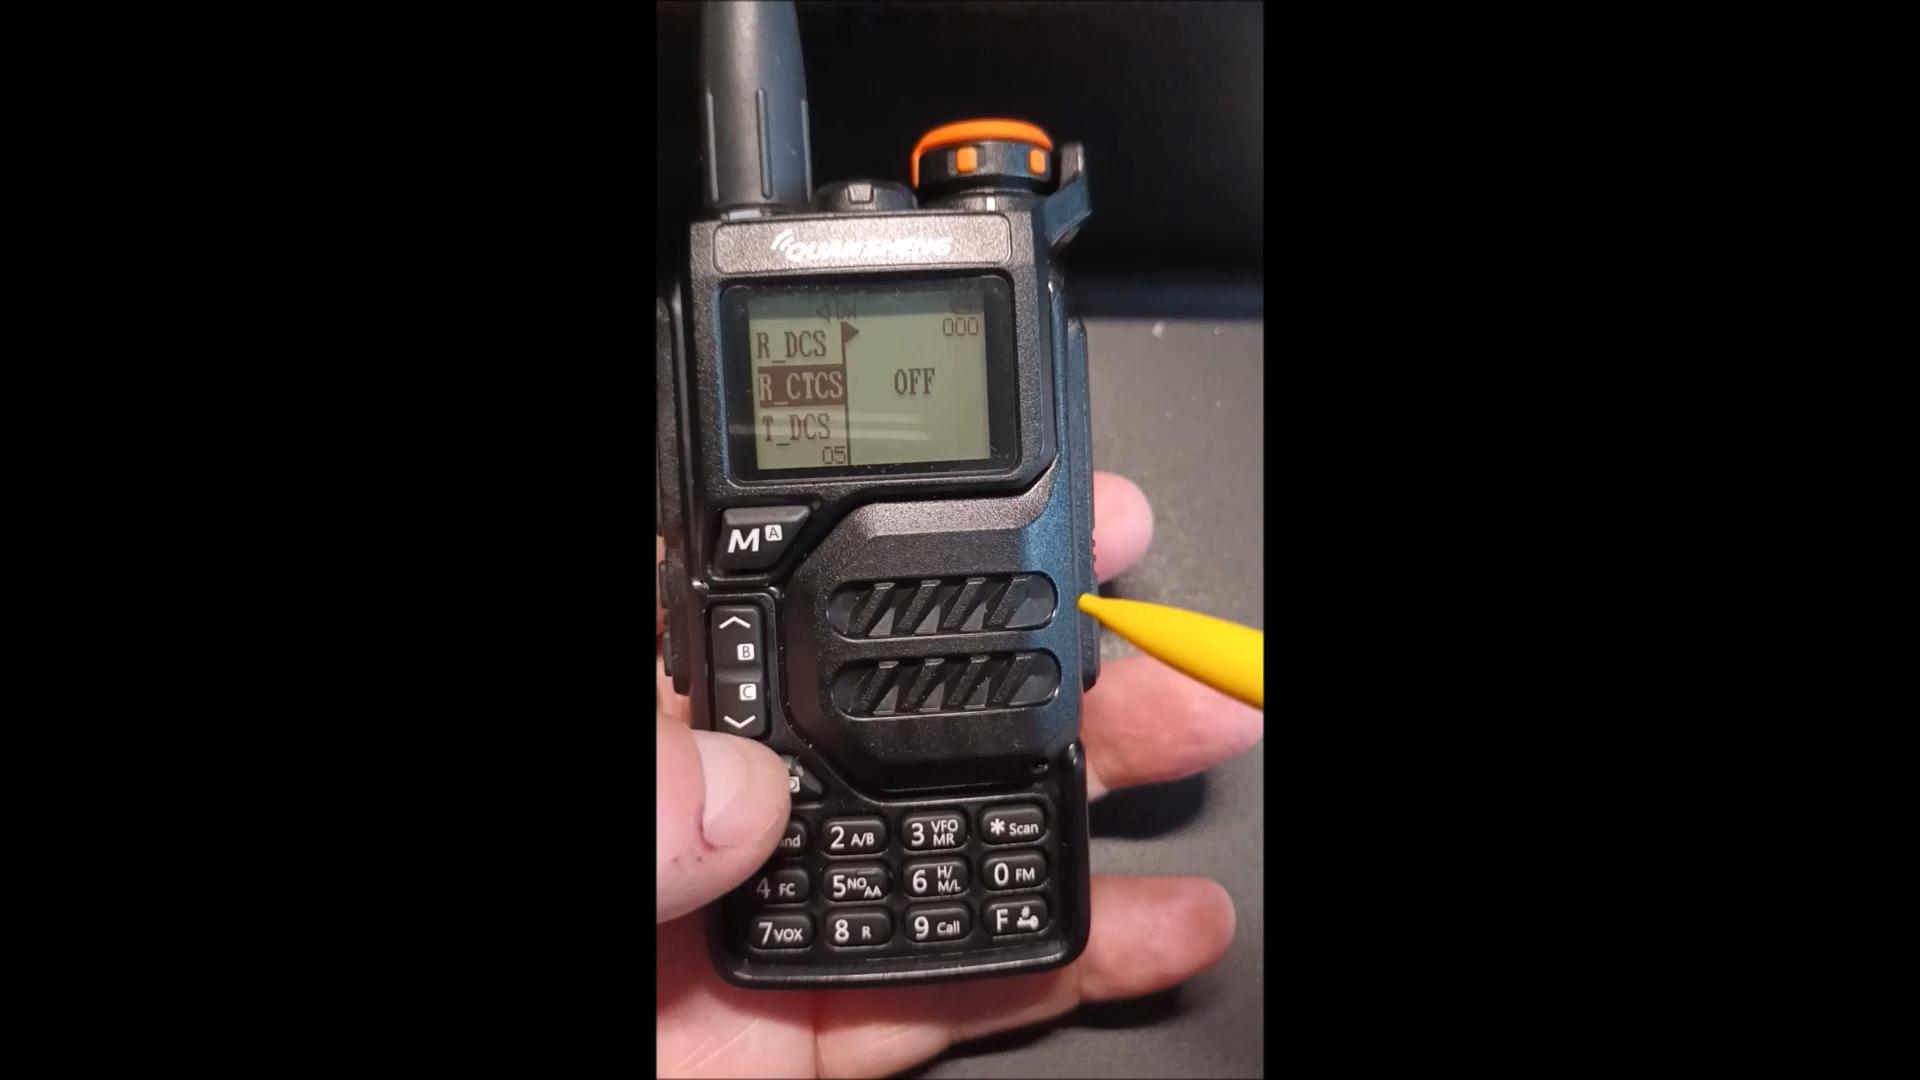 QUANSHENG
DW
000
R_DCS
R_CTCS
OFF
T_DCS
05
M A
B
C
D
2 A/B
3 VFO MR
* Scan
4 FC
5 NOAA
6 H/M/L
0 FM
7 VOX
8 R
9 Call
F #